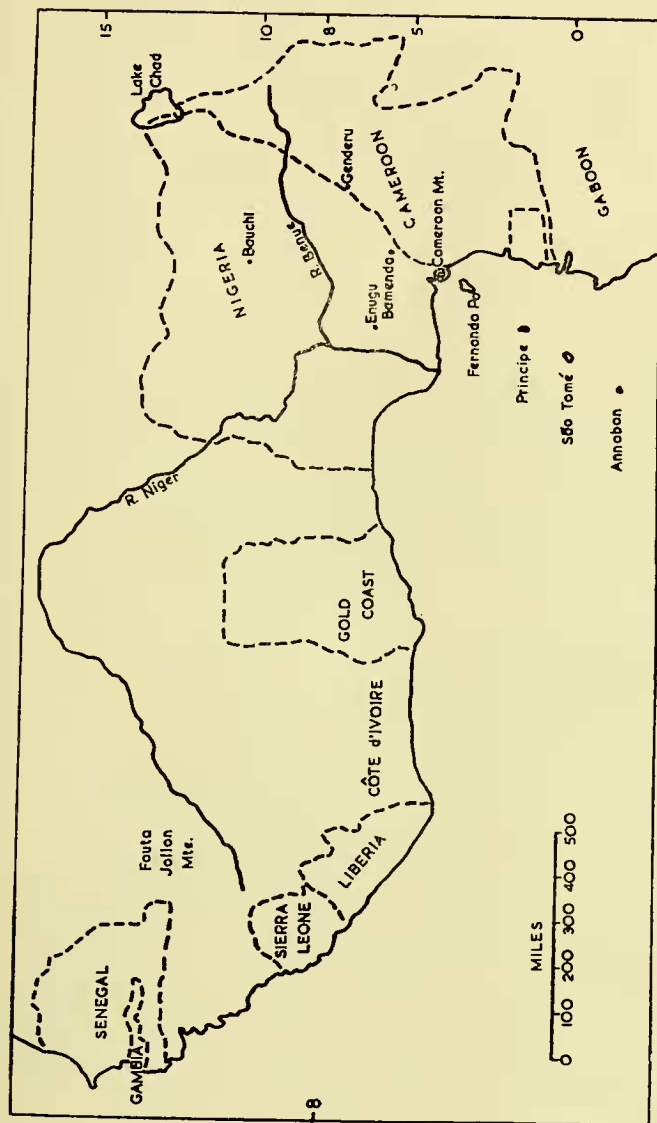 15
10
5
0
8
Lake
Chad
NIGERIA
Bauchi
R. Benue
Genderu
CAMEROON
Enugu
Bamenda
Cameroon Mt.
GABOON
Fernando Po
Principe
São Tomé
Annabon
R. Niger
GOLD
COAST
CÔTE d'IVOIRE
LIBERIA
SIERRA
LEONE
Fouta
Jallon
Mts.
SENEGAL
GAMBIA
MILES
0 100 200 300 400 500